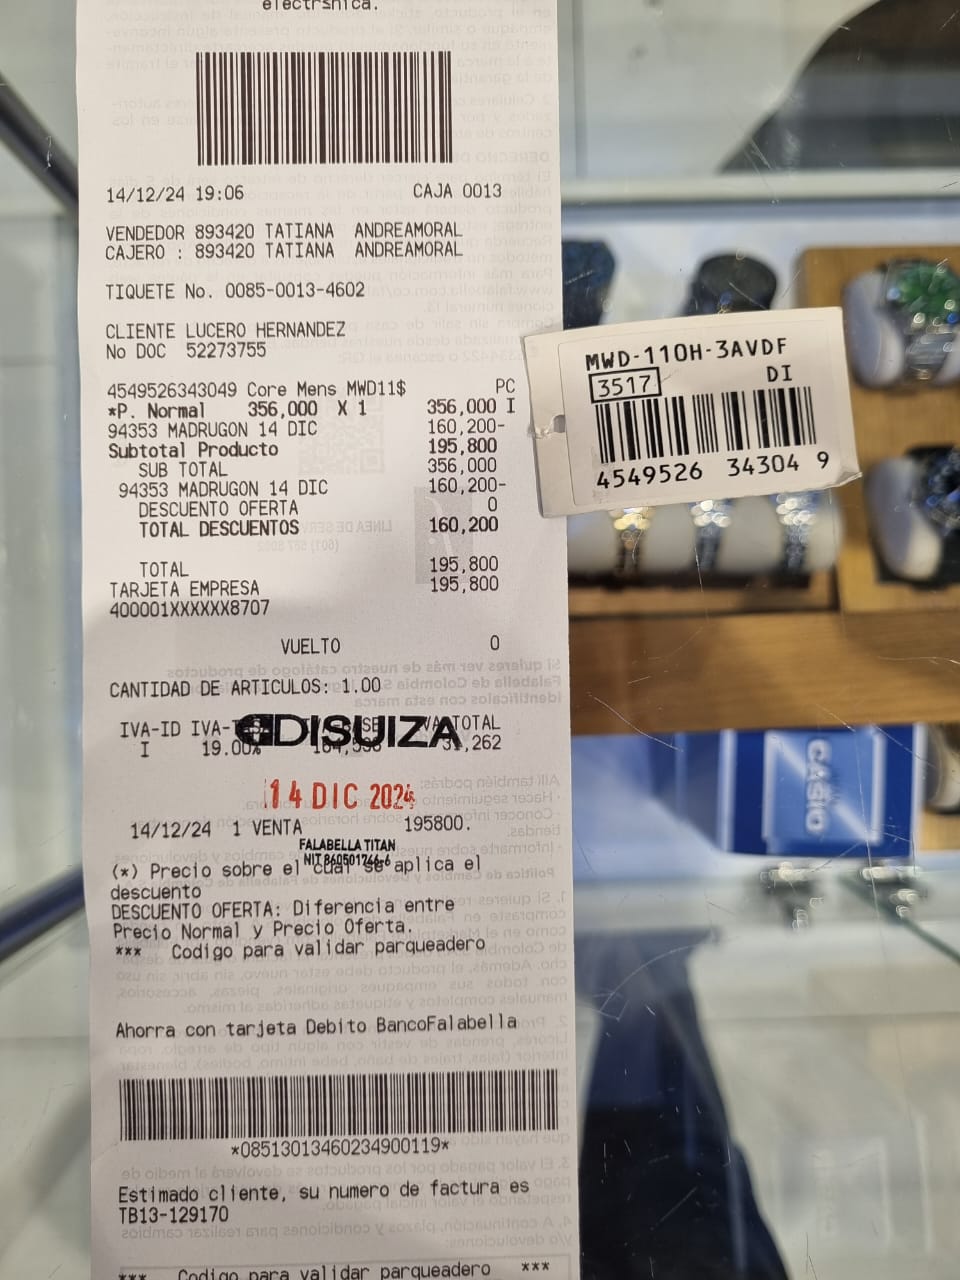 electrónica.
14/12/24 19:06 CAJA 0013
VENDEDOR 893420 TATIANA ANDREAMORAL
CAJERO : 893420 TATIANA ANDREAMORAL
TIQUETE No. 0085-0013-4602
CLIENTE LUCERO HERNANDEZ
No DOC 52273755
4549526343049 Core Mens MWD11$ PC
*P. Normal 356,000 X 1 356,000 I
94353 MADRUGON 14 DIC 160,200-
Subtotal Producto 195,800
SUB TOTAL 356,000
94353 MADRUGON 14 DIC 160,200-
DESCUENTO OFERTA 0
TOTAL DESCUENTOS 160,200
TOTAL 195,800
TARJETA EMPRESA 195,800
400001XXXXXX8707
VUELTO 0
CANTIDAD DE ARTICULOS: 1.00
IVA-ID IVA- TOTAL
DISUIZA
I 19.00% ,262
14 DIC 2024
14/12/24 1 VENTA 195800.
FALABELLA TITAN
(*) Precio sobre el cual se aplica el
descuento
DESCUENTO OFERTA: Diferencia entre
Precio Normal y Precio Oferta.
*** Codigo para validar parqueadero
Ahorra con tarjeta Debito BancoFalabella
*08513013460234900119*
Estimado cliente, su numero de factura es
TB13-129170
*** Codigo para validar parqueadero ***
MWD-110H-3AVDF
3517 DI
4549526 34304 9
CASIO